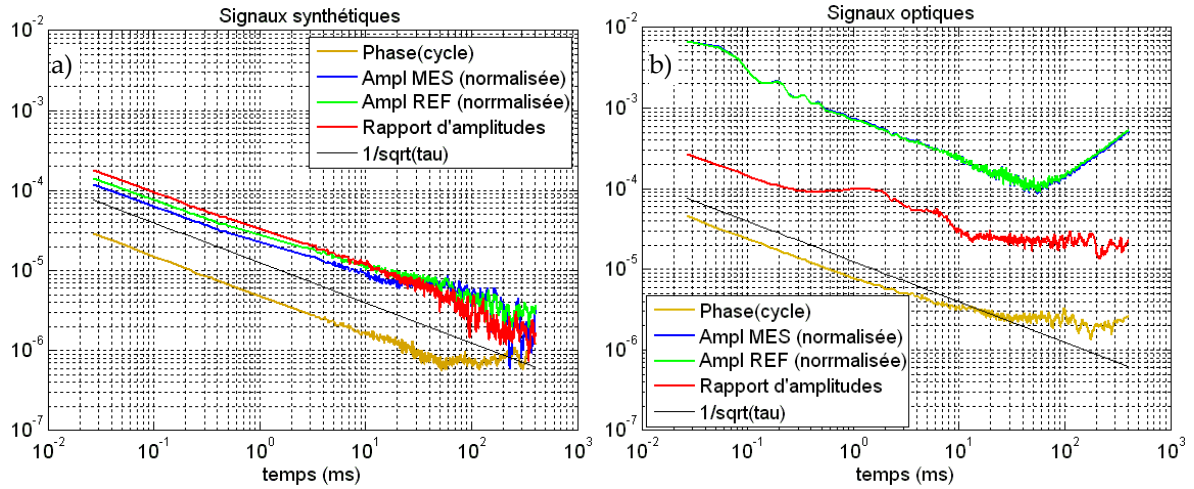 Signaux synthétiques
a)
10^-2
10^-3
10^-4
10^-5
10^-6
10^-7
Phase(cycle)
Ampl MES (normalisée)
Ampl REF (norrmalisée)
Rapport d'amplitudes
1/sqrt(tau)
10^-2 10^-1 10^0 10^1 10^2 10^3
temps (ms)
Signaux optiques
b)
10^-2
10^-3
10^-4
10^-5
10^-6
10^-7
Phase(cycle)
Ampl MES (normalisée)
Ampl REF (norrmalisée)
Rapport d'amplitudes
1/sqrt(tau)
10^-2 10^-1 10^0 10^1 10^2 10^3
temps (ms)